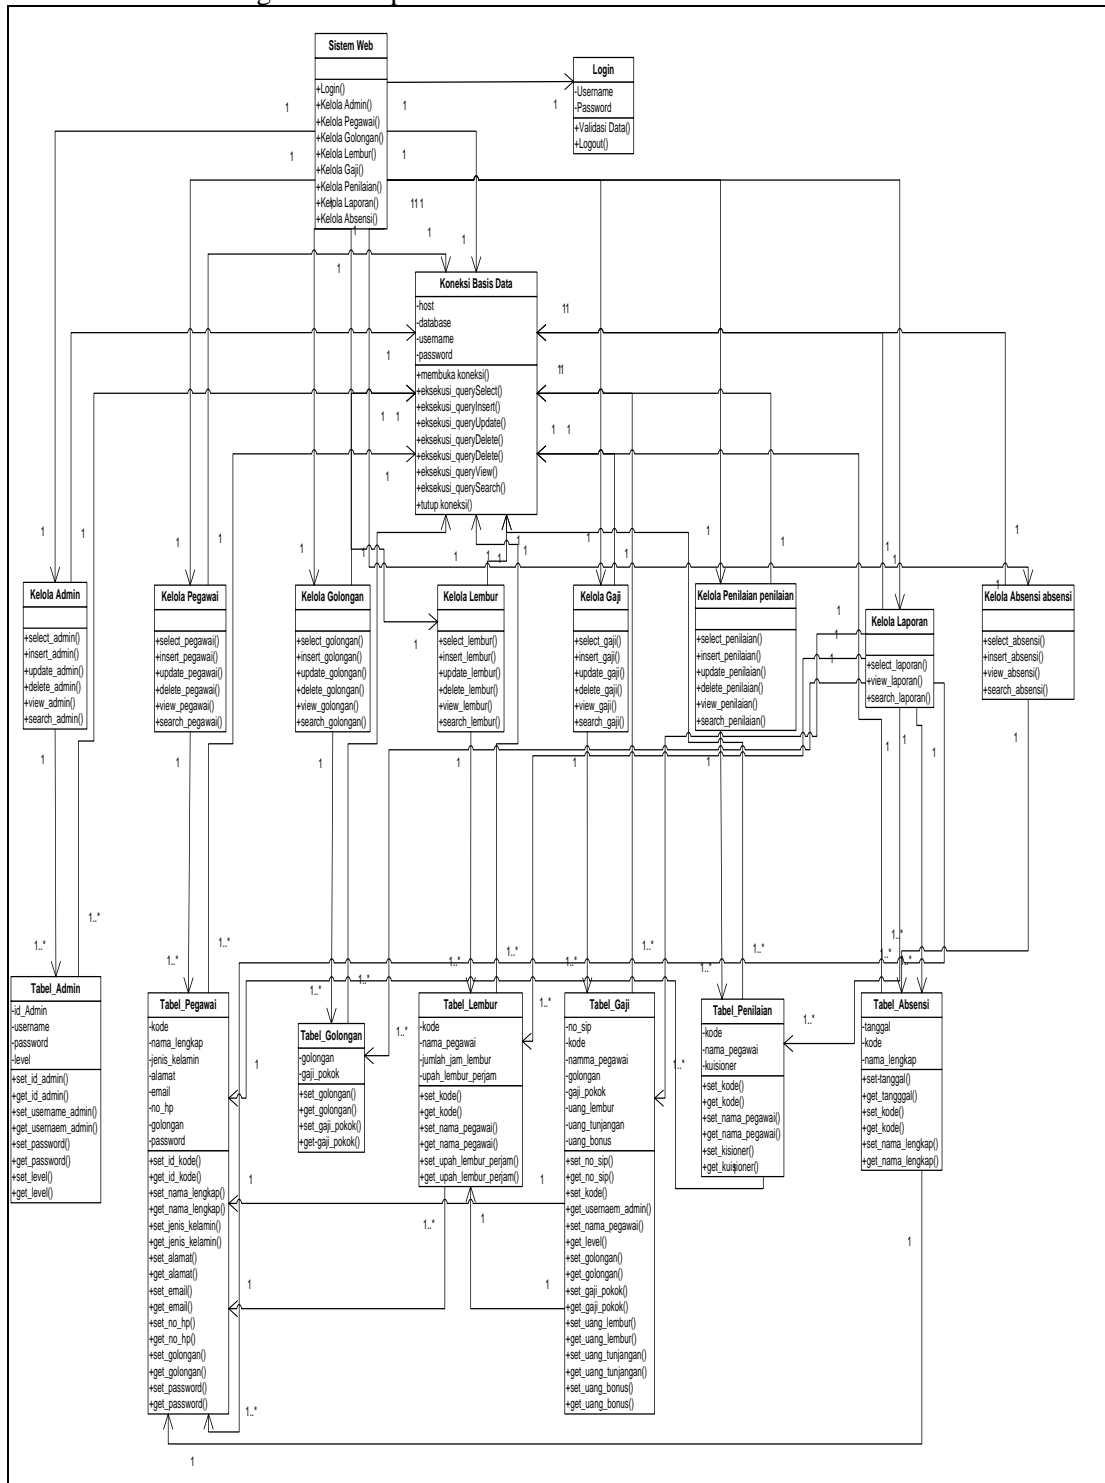 Sistem Web
+Login()
+Kelola Admin()
+Kelola Pegawai()
+Kelola Golongan()
+Kelola Lembur()
+Kelola Gaji()
+Kelola Penilaian()
+Kelola Laporan()
+Kelola Absensi()
Login
-Username
-Password
+Validasi Data()
+Logout()
Koneksi Basis Data
-host
-database
-username
-password
+membuka koneksi()
+eksekusi_querySelect()
+eksekusi_queryInsert()
+eksekusi_queryUpdate()
+eksekusi_queryDelete()
+eksekusi_queryDelete()
+eksekusi_queryView()
+eksekusi_querySearch()
+tutup koneksi()
Kelola Admin
+select_admin()
+insert_admin()
+update_admin()
+delete_admin()
+view_admin()
+search_admin()
Kelola Pegawai
+select_pegawai()
+insert_pegawai()
+update_pegawai()
+delete_pegawai()
+view_pegawai()
+search_pegawai()
Kelola Golongan
+select_golongan()
+insert_golongan()
+update_golongan()
+delete_golongan()
+view_golongan()
+search_golongan()
Kelola Lembur
+select_lembur()
+insert_lembur()
+update_lembur()
+delete_lembur()
+view_lembur()
+search_lembur()
Kelola Gaji
+select_gaji()
+insert_gaji()
+update_gaji()
+delete_gaji()
+view_gaji()
+search_gaji()
Kelola Penilaian penilaian
+select_penilaian()
+insert_penilaian()
+update_penilaian()
+delete_penilaian()
+view_penilaian()
+search_penilaian()
Kelola Laporan
+select_laporan()
+view_laporan()
+search_laporan()
Kelola Absensi absensi
+select_absensi()
+insert_absensi()
+view_absensi()
+search_absensi()
Tabel_Admin
-id_Admin
-username
-password
-level
+set_id_admin()
+get_id_admin()
+set_username_admin()
+get_usernaem_admin()
+set_password()
+get_password()
+set_level()
+get_level()
Tabel_Pegawai
-kode
-nama_lengkap
-jenis_kelamin
-alamat
-email
-no_hp
-golongan
-password
+set_id_kode()
+get_id_kode()
+set_nama_lengkap()
+get_nama_lengkap()
+set_jenis_kelamin()
+get_jenis_kelamin()
+set_alamat()
+get_alamat()
+set_email()
+get_email()
+set_no_hp()
+get_no_hp()
+set_golongan()
+get_golongan()
+set_password()
+get_password()
Tabel_Golongan
-golongan
-gaji_pokok
+set_golongan()
+get_golongan()
+set_gaji_pokok()
+get-gaji_pokok()
Tabel_Lembur
-kode
-nama_pegawai
-jumlah_jam_lembur
-upah_lembur_perjam
+set_kode()
+get_kode()
+set_nama_pegawai()
+get_nama_pegawai()
+set_upah_lembur_perjam()
+get_upah_lembur_perjam()
Tabel_Gaji
-no_sip
-kode
-namma_pegawai
-golongan
-gaji_pokok
-uang_lembur
-uang_tunjangan
-uang_bonus
+set_no_sip()
+get_no_sip()
+set_kode()
+get_usernaem_admin()
+set_nama_pegawai()
+get_level()
+set_golongan()
+get_golongan()
+set_gaji_pokok()
+get_gaji_pokok()
+set_uang_lembur()
+get_uang_lembur()
+set_uang_tunjangan()
+get_uang_tunjangan()
+set_uang_bonus()
+get_uang_bonus()
Tabel_Penilaian
-kode
-nama_pegawai
-kuisioner
+set_kode()
+get_kode()
+set_nama_pegawai()
+get_nama_pegawai()
+set_kisioner()
+get_kuisioner()
Tabel_Absensi
-tanggal
-kode
-nama_lengkap
+set-tanggal()
+get_tangggal()
+set_kode()
+get_kode()
+set_nama_lengkap()
+get_nama_lengkap()